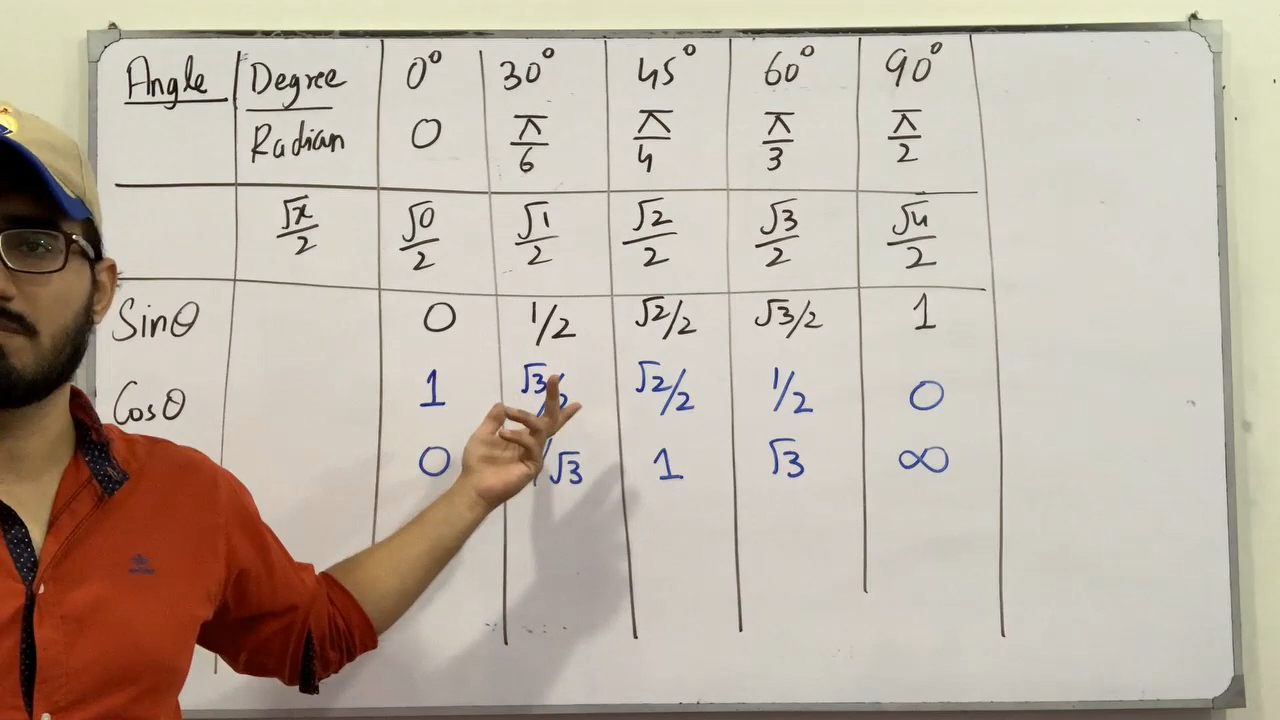 Angle Degree 0° 30° 45° 60° 90°
Radian 0 π/6 π/4 π/3 π/2
√x/2 √0/2 √1/2 √2/2 √3/2 √4/2
Sinθ 0 1/2 √2/2 √3/2 1
Cosθ 1 √3/2 √2/2 1/2 0
0 /√3 1 √3 ∞